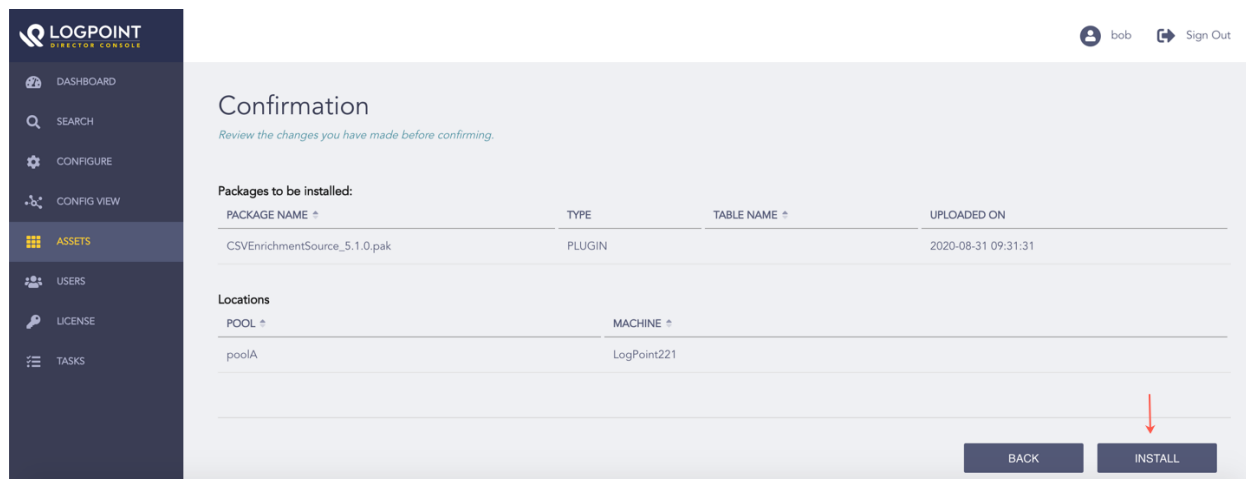 LOGPOINT
DIRECTOR CONSOLE
bob Sign Out
DASHBOARD
SEARCH
CONFIGURE
CONFIG VIEW
ASSETS
USERS
LICENSE
TASKS
Confirmation
Review the changes you have made before confirming.
Packages to be installed:
PACKAGE NAME TYPE TABLE NAME UPLOADED ON
CSVEnrichmentSource_5.1.0.pak PLUGIN 2020-08-31 09:31:31
Locations
POOL MACHINE
poolA LogPoint221
BACK INSTALL